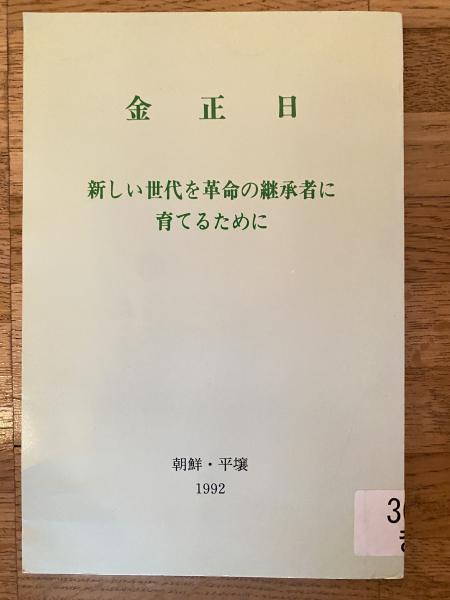 金正日
新しい世代を革命の継承者に
育てるために
朝鮮・平壌
1992